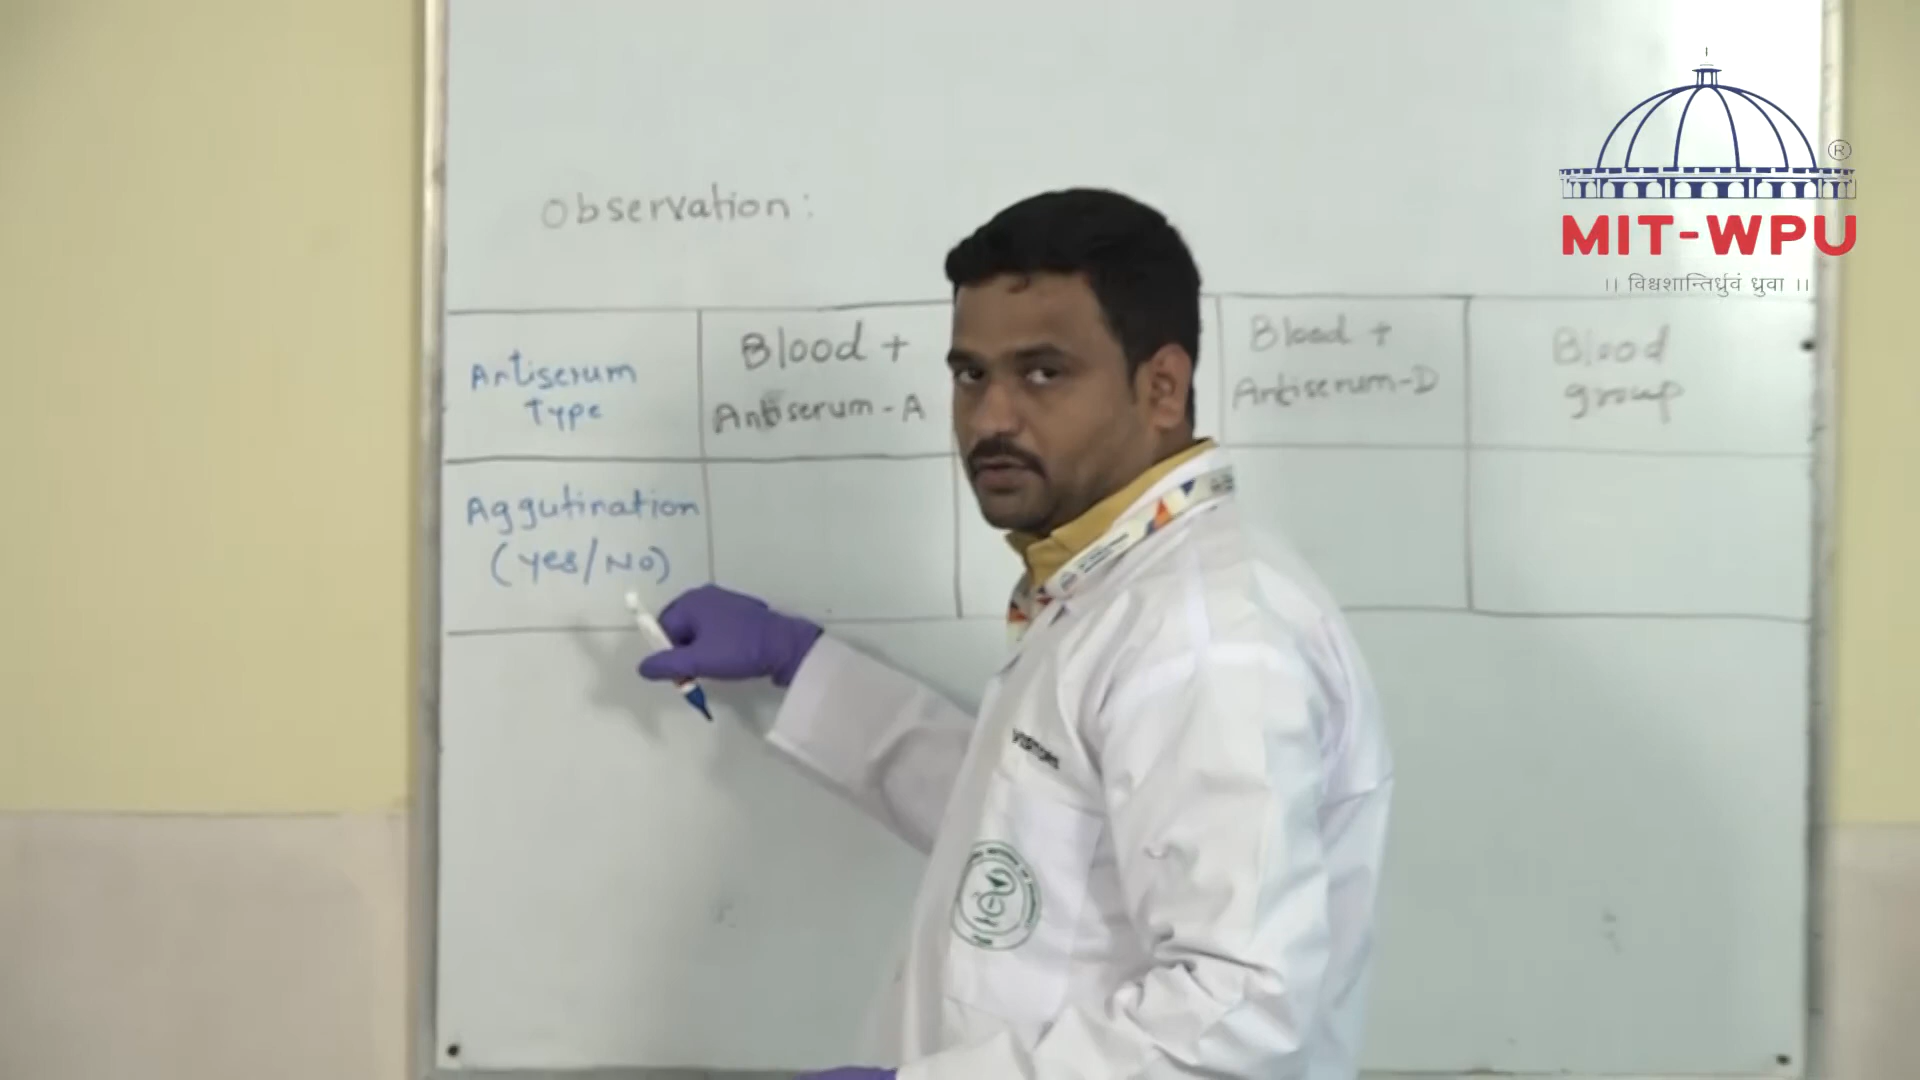 MIT-WPU
®
।। विश्वशान्तिर्ध्रुवं ध्रुवा ।।
Observation:
Antiserum Type
Blood + Antiserum-A
Blood + Antiserum-D
Blood group
Aggutination
(Yes/No)